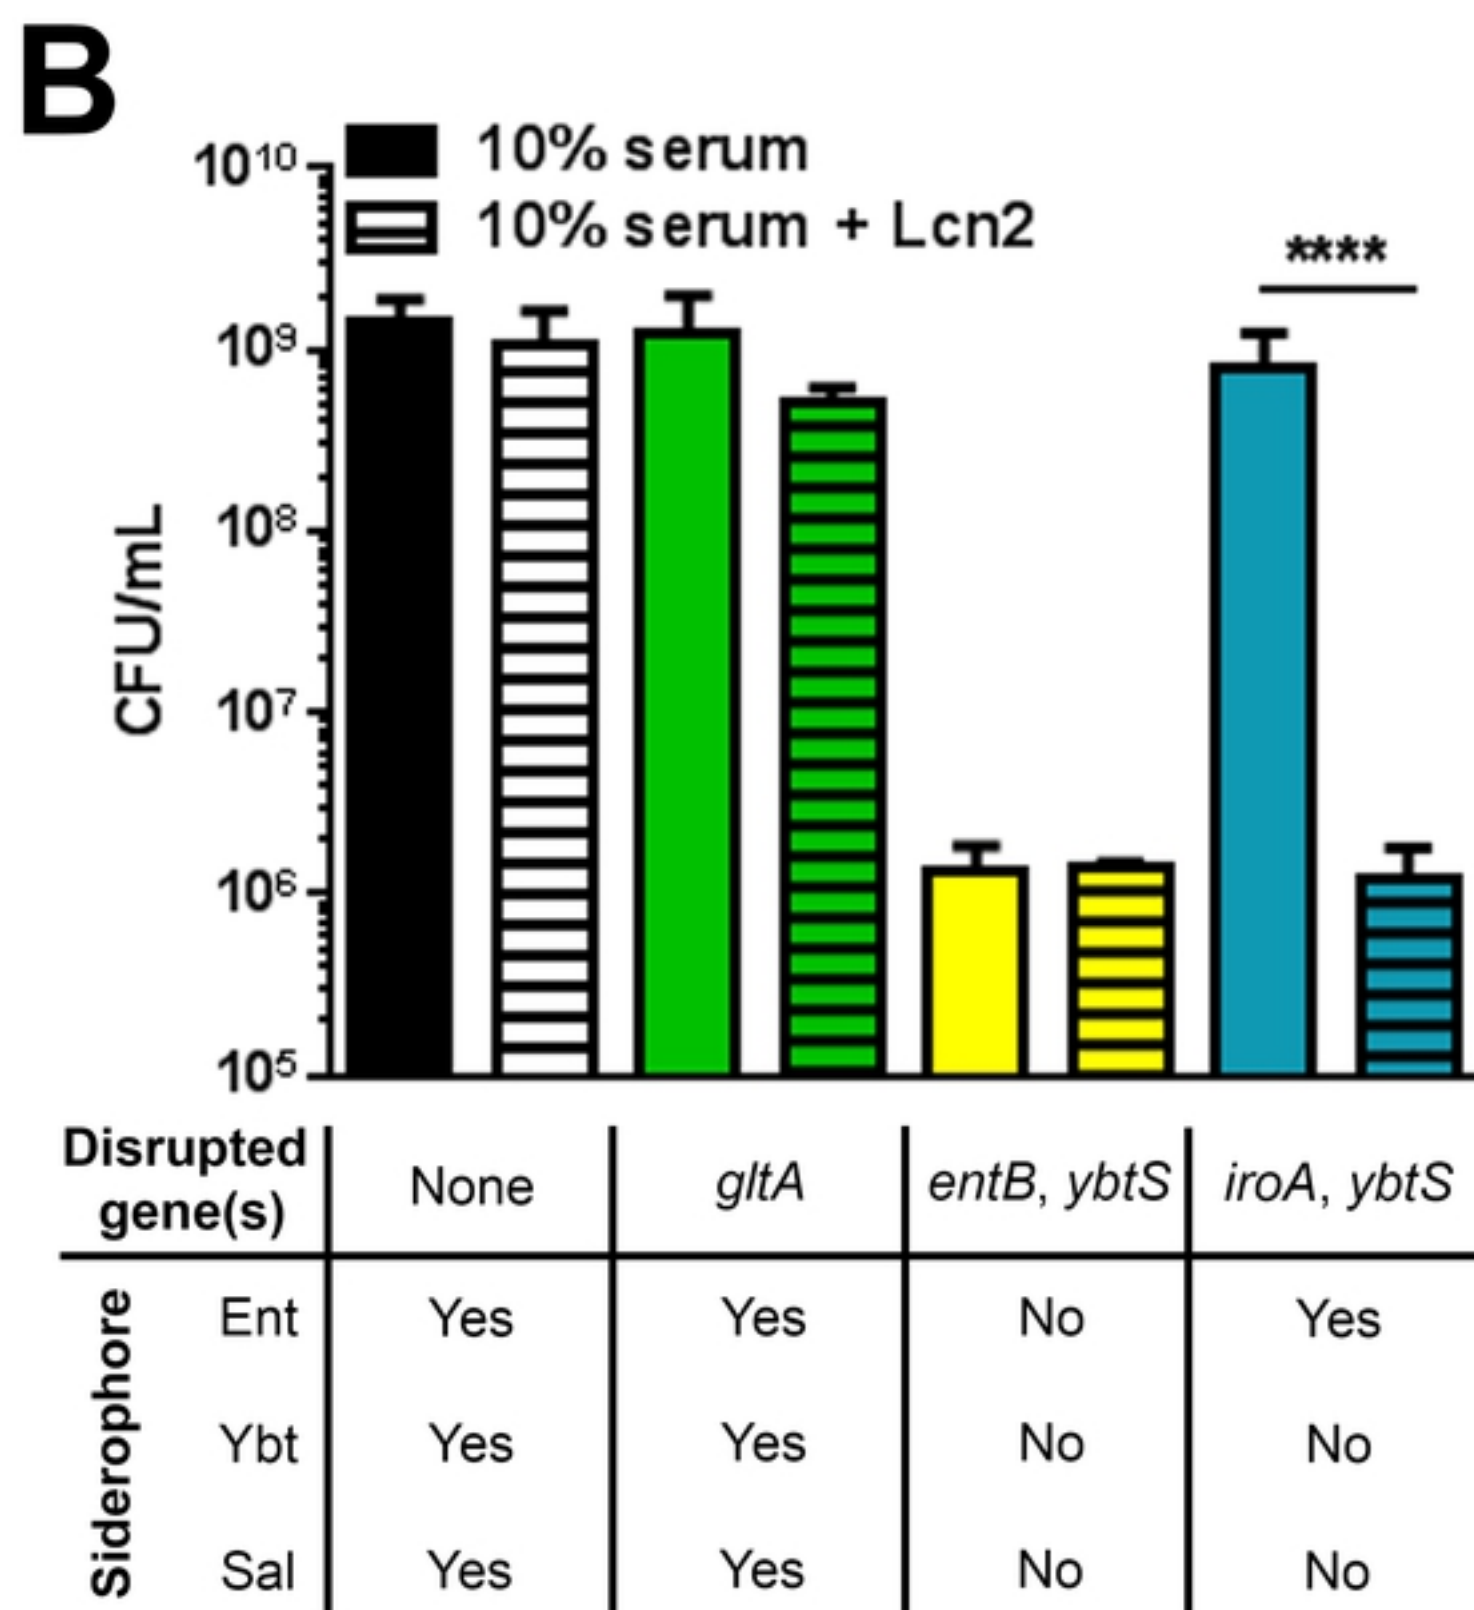 B
10% serum
10% serum + Lcn2
****
10¹⁰
10⁹
10⁸
10⁷
10⁶
10⁵
CFU/mL
Disrupted gene(s) None gltA entB, ybtS iroA, ybtS
Siderophore
Ent Yes Yes No Yes
Ybt Yes Yes No No
Sal Yes Yes No No